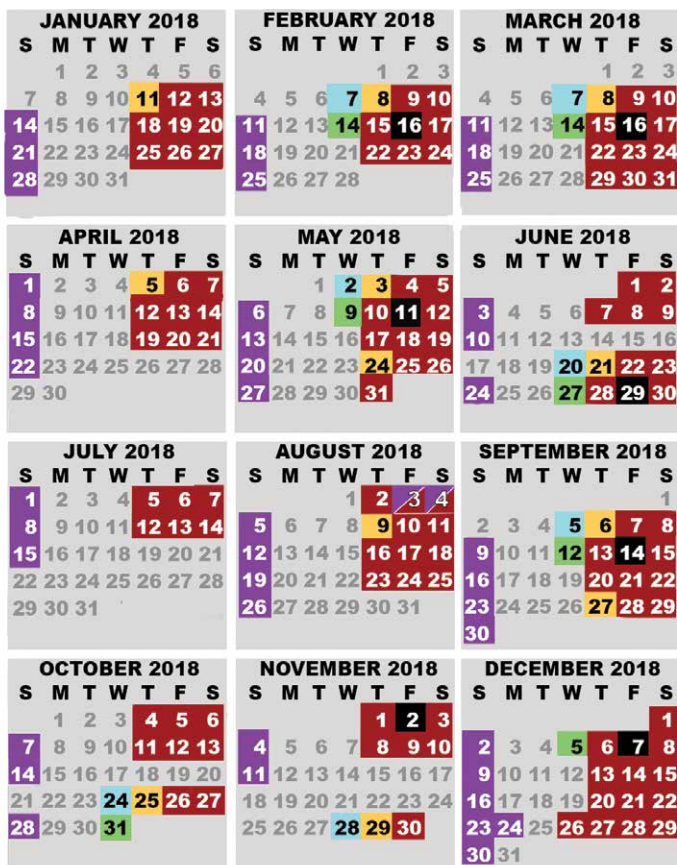 JANUARY 2018
S M T W T F S
1 2 3 4 5 6
7 8 9 10 11 12 13
14 15 16 17 18 19 20
21 22 23 24 25 26 27
28 29 30 31
FEBRUARY 2018
S M T W T F S
1 2 3
4 5 6 7 8 9 10
11 12 13 14 15 16 17
18 19 20 21 22 23 24
25 26 27 28
MARCH 2018
S M T W T F S
1 2 3
4 5 6 7 8 9 10
11 12 13 14 15 16 17
18 19 20 21 22 23 24
25 26 27 28 29 30 31
APRIL 2018
S M T W T F S
1 2 3 4 5 6 7
8 9 10 11 12 13 14
15 16 17 18 19 20 21
22 23 24 25 26 27 28
29 30
MAY 2018
S M T W T F S
1 2 3 4 5
6 7 8 9 10 11 12
13 14 15 16 17 18 19
20 21 22 23 24 25 26
27 28 29 30 31
JUNE 2018
S M T W T F S
1 2
3 4 5 6 7 8 9
10 11 12 13 14 15 16
17 18 19 20 21 22 23
24 25 26 27 28 29 30
JULY 2018
S M T W T F S
1 2 3 4 5 6 7
8 9 10 11 12 13 14
15 16 17 18 19 20 21
22 23 24 25 26 27 28
29 30 31
AUGUST 2018
S M T W T F S
1 2 3 4
5 6 7 8 9 10 11
12 13 14 15 16 17 18
19 20 21 22 23 24 25
26 27 28 29 30 31
SEPTEMBER 2018
S M T W T F S
1
2 3 4 5 6 7 8
9 10 11 12 13 14 15
16 17 18 19 20 21 22
23 24 25 26 27 28 29
30
OCTOBER 2018
S M T W T F S
1 2 3 4 5 6
7 8 9 10 11 12 13
14 15 16 17 18 19 20
21 22 23 24 25 26 27
28 29 30 31
NOVEMBER 2018
S M T W T F S
1 2 3
4 5 6 7 8 9 10
11 12 13 14 15 16 17
18 19 20 21 22 23 24
25 26 27 28 29 30
DECEMBER 2018
S M T W T F S
1
2 3 4 5 6 7 8
9 10 11 12 13 14 15
16 17 18 19 20 21 22
23 24 25 26 27 28 29
30 31